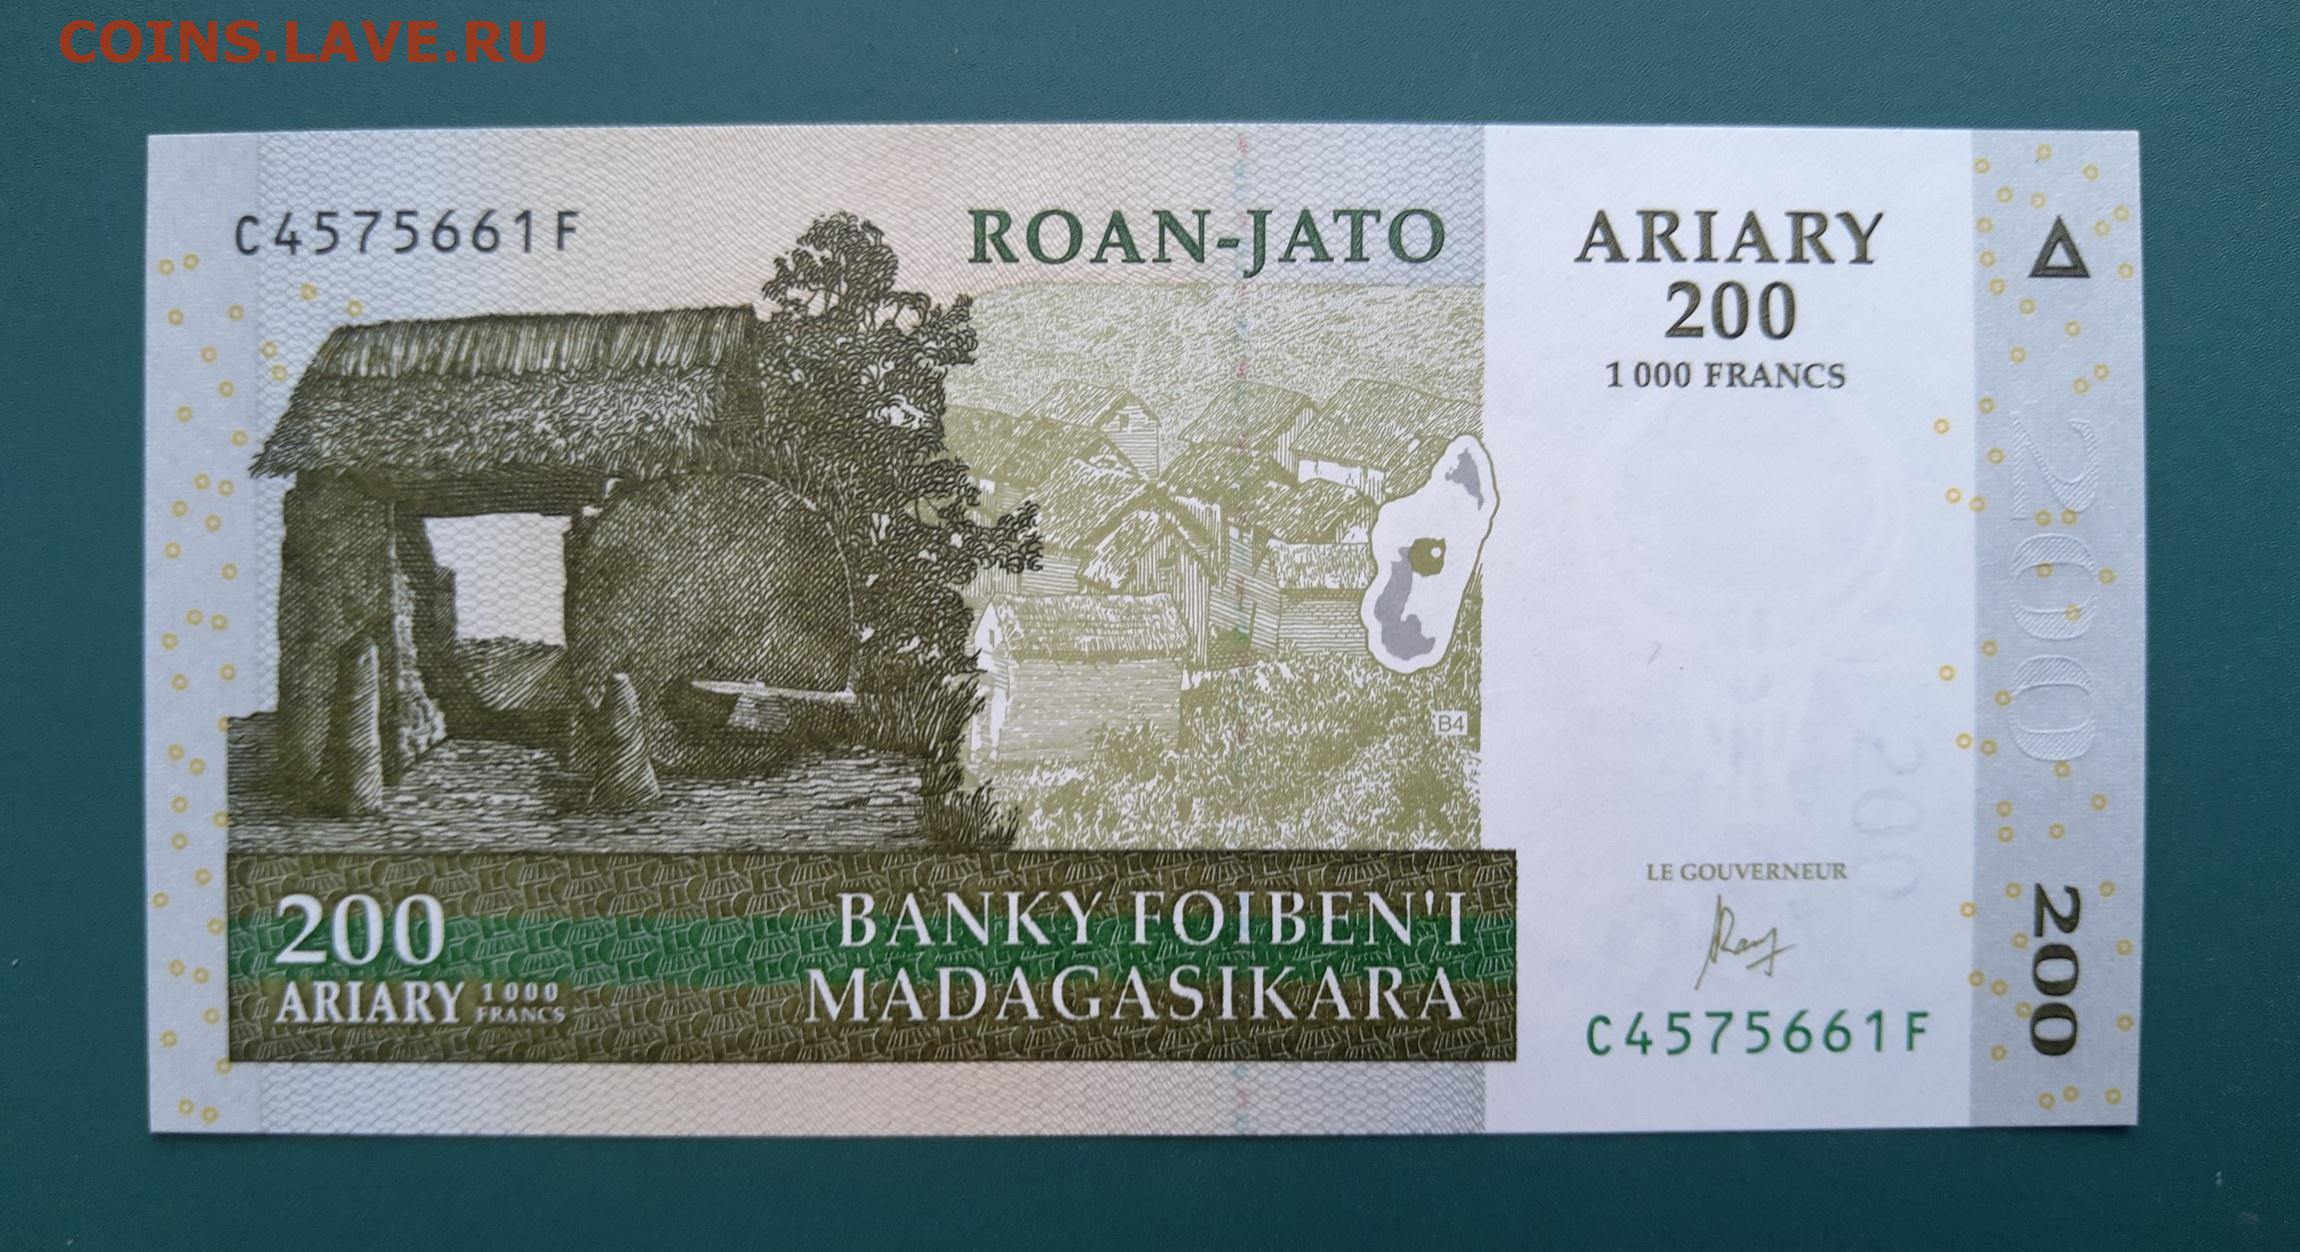 COINS.LAVE.RU
C4575661F
ROAN-JATO
ARIARY
200
1 000 FRANCS
200
B4
200
ARIARY 1 000
FRANCS
BANKY FOIBEN'I
MADAGASIKARA
LE GOUVERNEUR
C4575661F
200
200